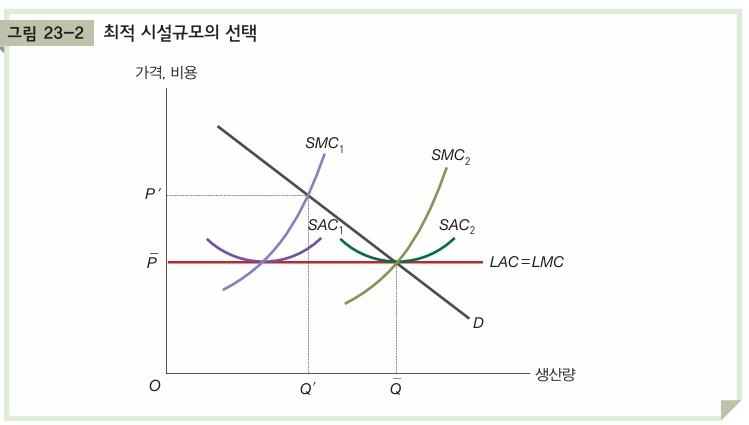 그림 23-2 최적 시설규모의 선택
가격, 비용
SMC₁
SMC₂
P′
SAC₁
SAC₂
P̄
LAC=LMC
D
O
Q′
Q̄
생산량